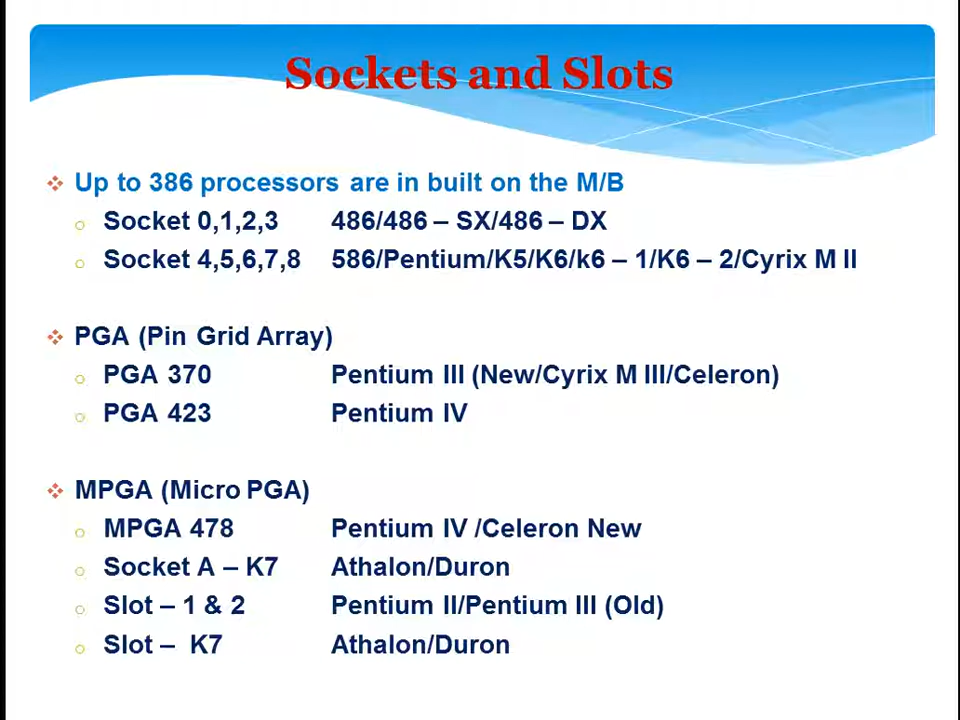 Sockets and Slots
Up to 386 processors are in built on the M/B
Socket 0,1,2,3 486/486 – SX/486 – DX
Socket 4,5,6,7,8 586/Pentium/K5/K6/k6 – 1/K6 – 2/Cyrix M II
PGA (Pin Grid Array)
PGA 370 Pentium III (New/Cyrix M III/Celeron)
PGA 423 Pentium IV
MPGA (Micro PGA)
MPGA 478 Pentium IV /Celeron New
Socket A – K7 Athalon/Duron
Slot – 1 & 2 Pentium II/Pentium III (Old)
Slot – K7 Athalon/Duron